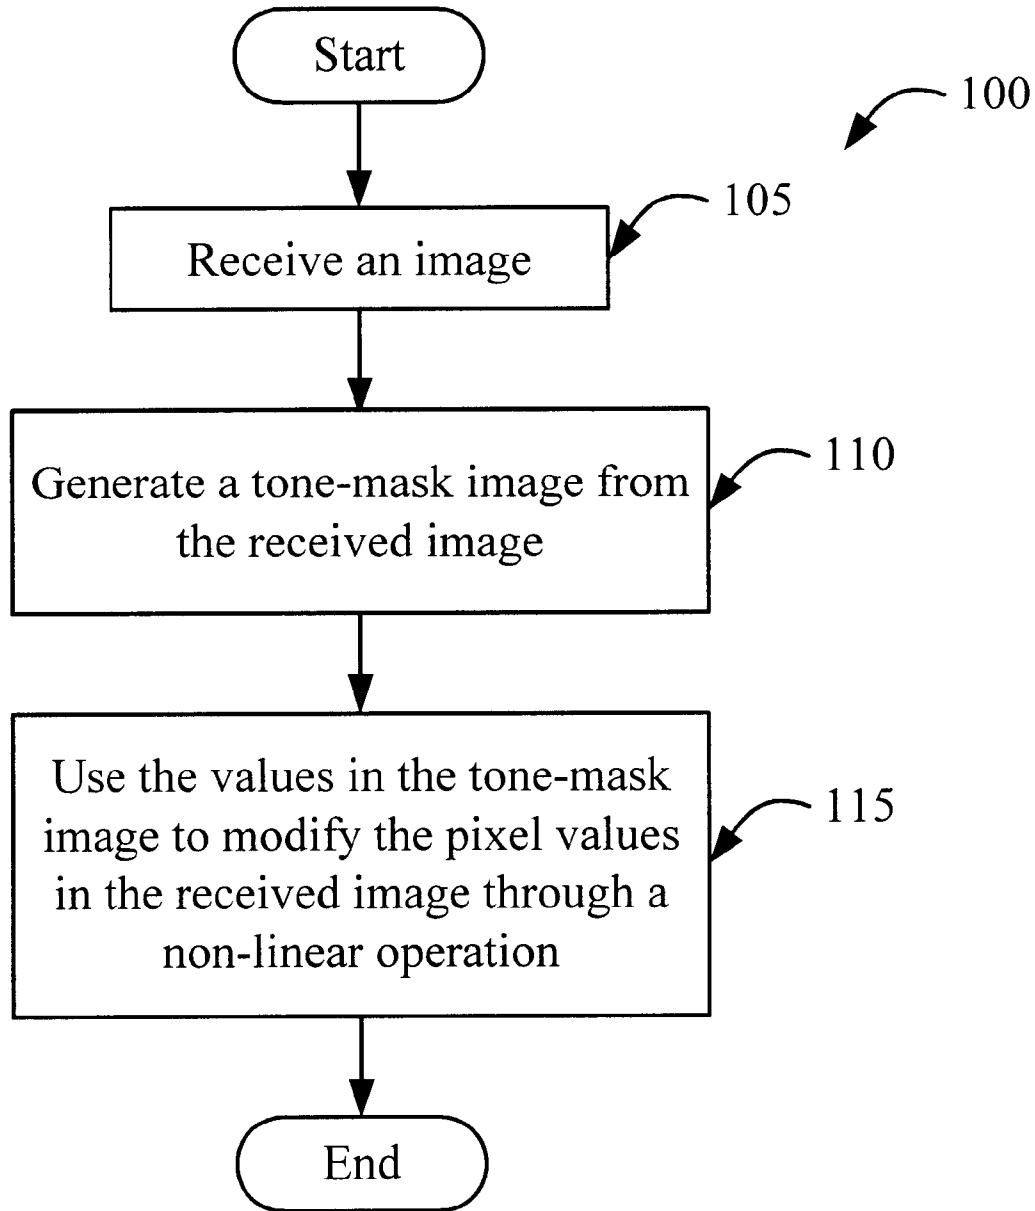 Start
100
105
Receive an image
110
Generate a tone-mask image from
the received image
115
Use the values in the tone-mask
image to modify the pixel values
in the received image through a
non-linear operation
End